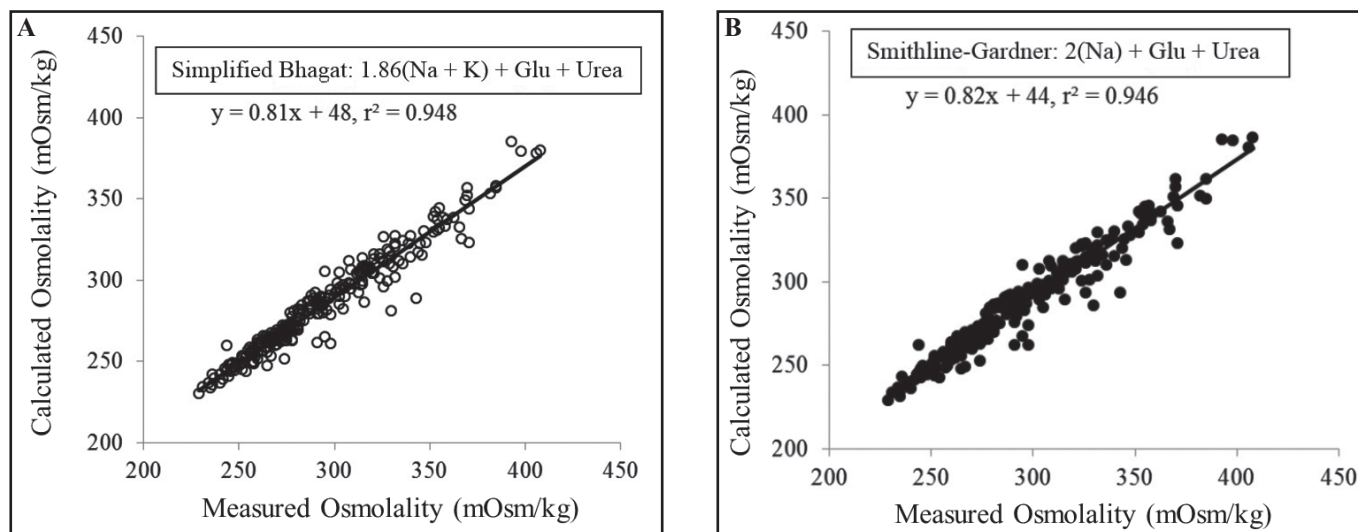 A
450
400
350
300
250
200
Simplified Bhagat: 1.86(Na + K) + Glu + Urea
y = 0.81x + 48, r² = 0.948
Calculated Osmolality (mOsm/kg)
200 250 300 350 400 450
Measured Osmolality (mOsm/kg)
B
450
400
350
300
250
200
Smithline-Gardner: 2(Na) + Glu + Urea
y = 0.82x + 44, r² = 0.946
Calculated Osmolality (mOsm/kg)
200 250 300 350 400 450
Measured Osmolality (mOsm/kg)